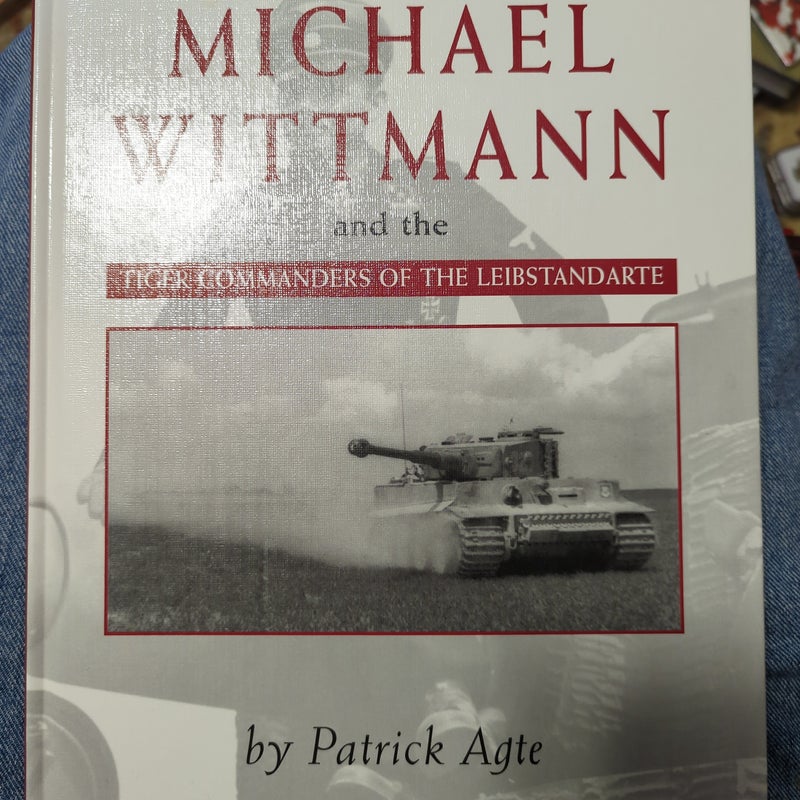 MICHAEL
WITTMANN
and the
TIGER COMMANDERS OF THE LEIBSTANDARTE
by Patrick Agte